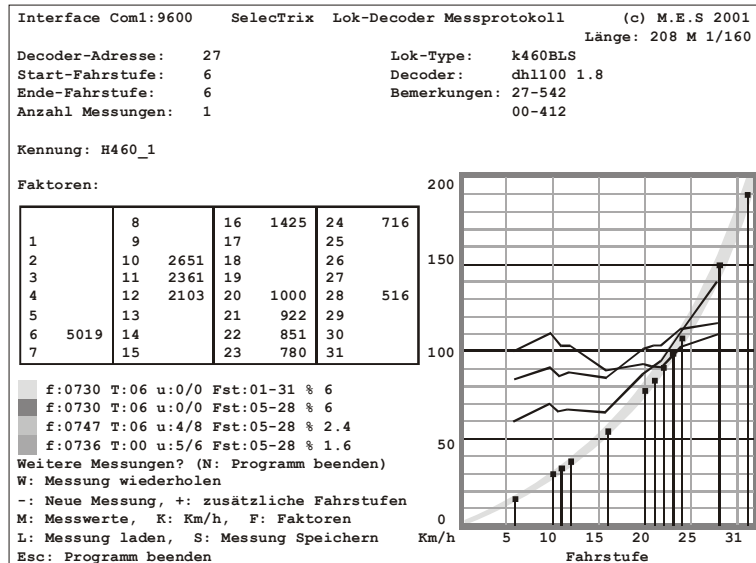 Interface Com1:9600 SelecTrix Lok-Decoder Messprotokoll (c) M.E.S 2001
Länge: 208 M 1/160
Decoder-Adresse: 27 Lok-Type: k460BLS
Start-Fahrstufe: 6 Decoder: dhl100 1.8
Ende-Fahrstufe: 6 Bemerkungen: 27-542
Anzahl Messungen: 1 00-412
Kennung: H460_1
Faktoren:
8 16 1425 24 716
1 9 17 25
2 10 2651 18 26
3 11 2361 19 27
4 12 2103 20 1000 28 516
5 13 21 922 29
6 5019 14 22 851 30
7 15 23 780 31
f:0730 T:06 u:0/0 Fst:01-31 % 6
f:0730 T:06 u:0/0 Fst:05-28 % 6
f:0747 T:06 u:4/8 Fst:05-28 % 2.4
f:0736 T:00 u:5/6 Fst:05-28 % 1.6
Weitere Messungen? (N: Programm beenden)
W: Messung wiederholen
-: Neue Messung, +: zusätzliche Fahrstufen
M: Messwerte, K: Km/h, F: Faktoren
L: Messung laden, S: Messung Speichern
Esc: Programm beenden
200
150
100
50
0
Km/h 5 10 15 20 25 31
Fahrstufe